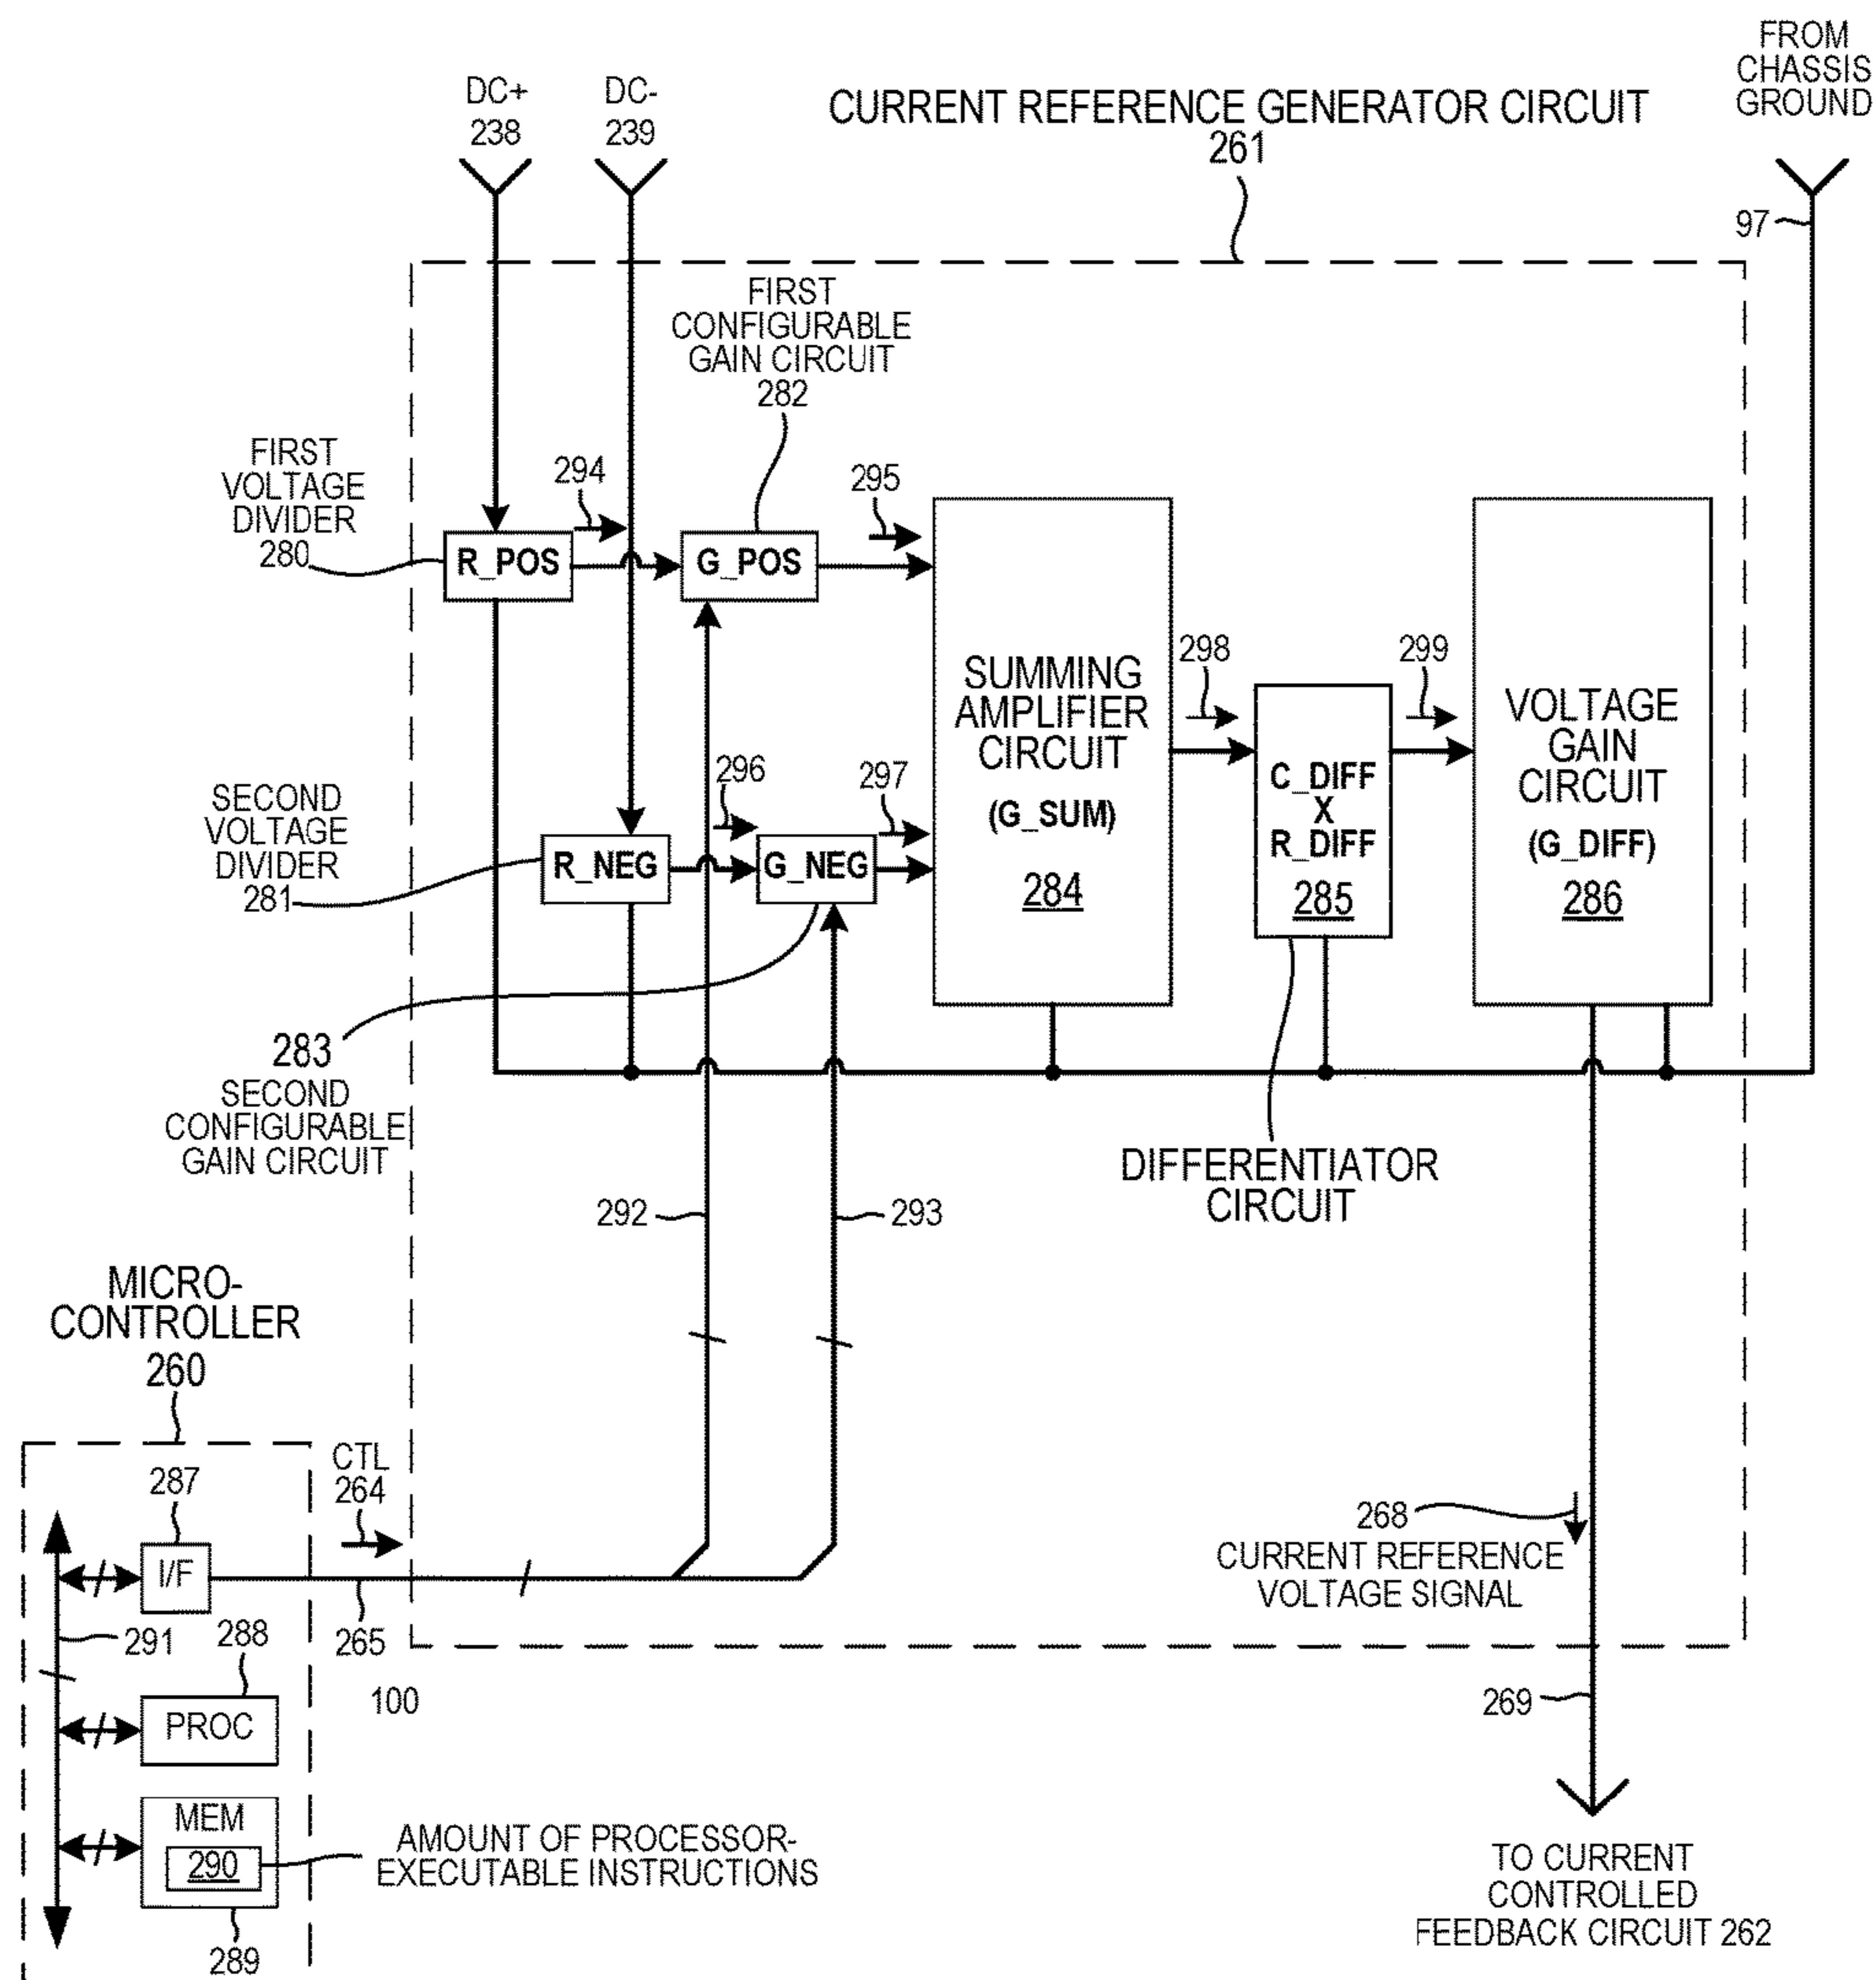 FROM
CHASSIS
GROUND
DC+
238
DC-
239
CURRENT REFERENCE GENERATOR CIRCUIT
261
97
FIRST
CONFIGURABLE
GAIN CIRCUIT
282
FIRST
VOLTAGE
DIVIDER
280
294
295
R_POS
G_POS
SUMMING
AMPLIFIER
CIRCUIT
(G_SUM)
284
298
299
C_DIFF
X
R_DIFF
285
VOLTAGE
GAIN
CIRCUIT
(G_DIFF)
286
SECOND
VOLTAGE
DIVIDER
281
296
297
R_NEG
G_NEG
283
SECOND
CONFIGURABLE
GAIN CIRCUIT
DIFFERENTIATOR
CIRCUIT
292
293
MICRO-
CONTROLLER
260
287
CTL
264
I/F
268
CURRENT REFERENCE
VOLTAGE SIGNAL
291
288
265
100
269
PROC
MEM
290
AMOUNT OF PROCESSOR-
EXECUTABLE INSTRUCTIONS
289
TO CURRENT
CONTROLLED
FEEDBACK CIRCUIT 262